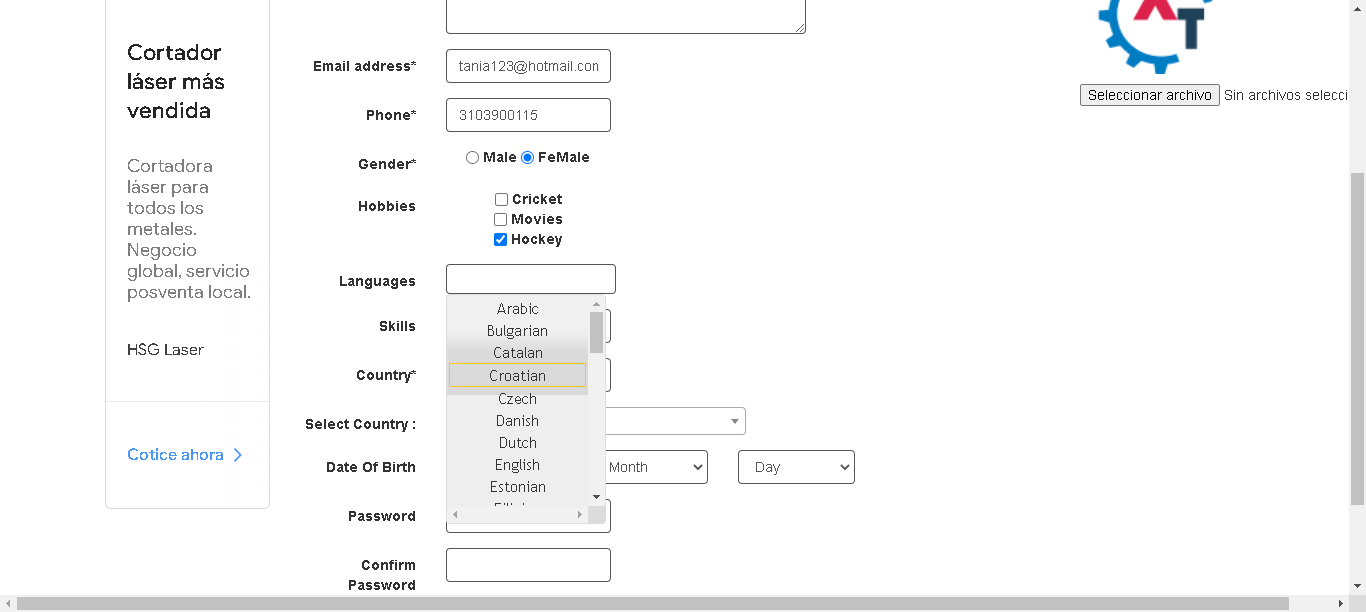 Cortador
láser más
vendida
Cortadora
láser para
todos los
metales.
Negocio
global, servicio
posventa local.
HSG Laser
Cotice ahora
Email address*
tania123@hotmail.con
Phone*
3103900115
Gender*
Male FeMale
Hobbies
Cricket
Movies
Hockey
Languages
Arabic
Bulgarian
Catalan
Croatian
Czech
Danish
Dutch
English
Estonian
Skills
Country*
Select Country :
Date Of Birth
Month Day
Password
Confirm
Password
XT
Seleccionar archivo Sin archivos selecci